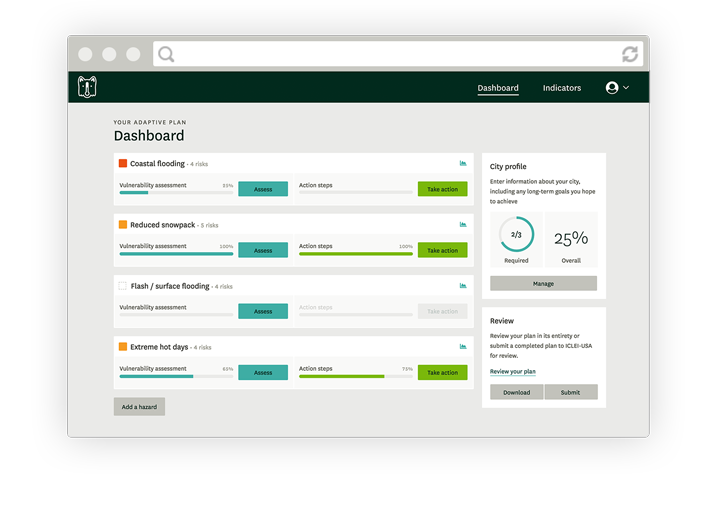 Dashboard
Indicators
YOUR ADAPTIVE PLAN
Dashboard
Coastal flooding - 4 risks
Vulnerability assessment
Assess
Action steps
Take action
Reduced snowpack - 5 risks
Vulnerability assessment 100%
Assess
Action steps 100%
Take action
Flash / surface flooding - 4 risks
Vulnerability assessment
Assess
Action steps
Take action
Extreme hot days - 4 risks
Vulnerability assessment
Assess
Action steps 75%
Take action
Add a hazard
City profile
Enter information about your city,
including any long-term goals you hope
to achieve
2/3
Required
25%
Overall
Manage
Review
Review your plan in its entirety or
submit a completed plan to ICLEI-USA
for review.
Review your plan
Download
Submit